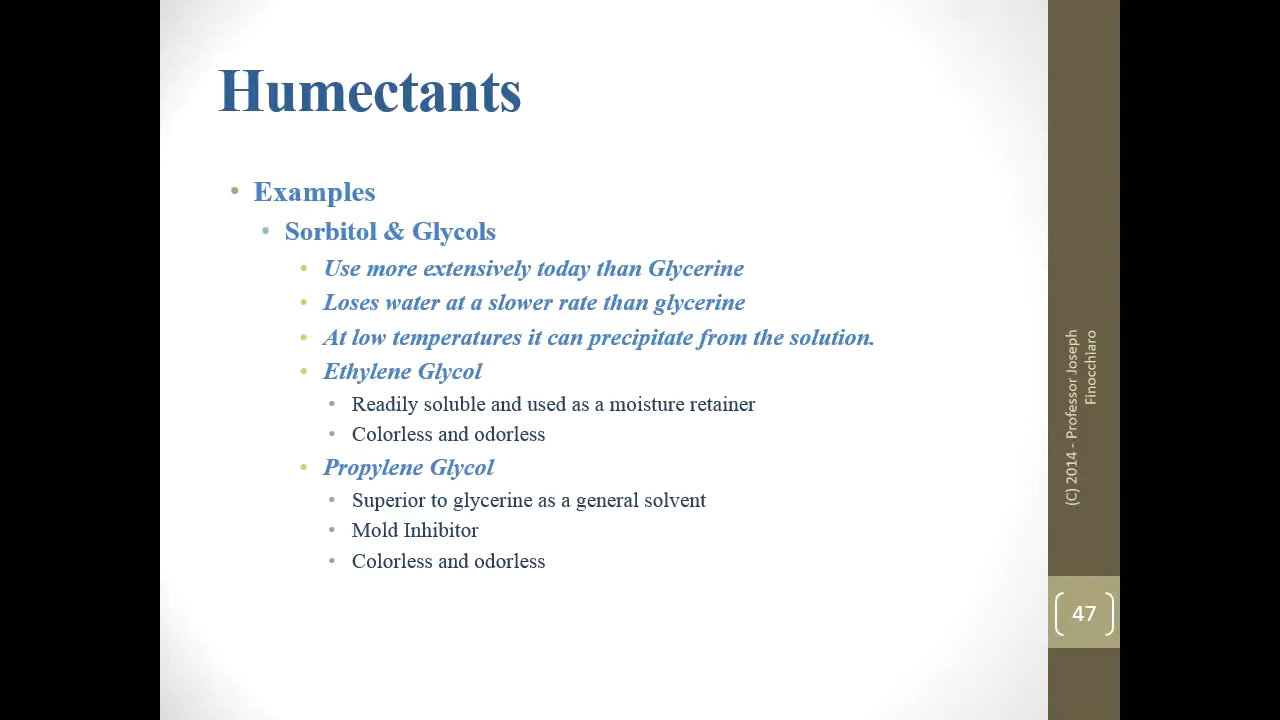 Humectants
• Examples
• Sorbitol & Glycols
• Use more extensively today than Glycerine
• Loses water at a slower rate than glycerine
• At low temperatures it can precipitate from the solution.
• Ethylene Glycol
• Readily soluble and used as a moisture retainer
• Colorless and odorless
• Propylene Glycol
• Superior to glycerine as a general solvent
• Mold Inhibitor
• Colorless and odorless
(C) 2014 - Professor Joseph
Finocchiaro
47